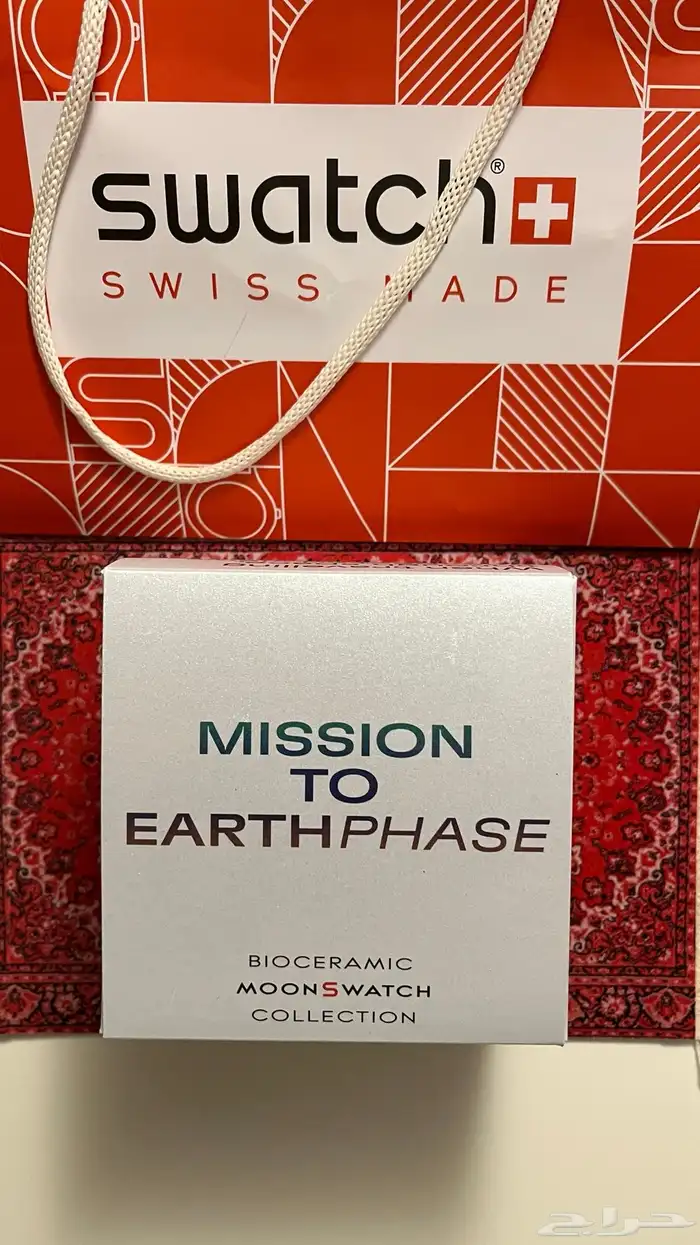 swatch®
SWISS MADE
MISSION
TO
EARTHPHASE
BIOCERAMIC
MOONSWATCH
COLLECTION
حراج